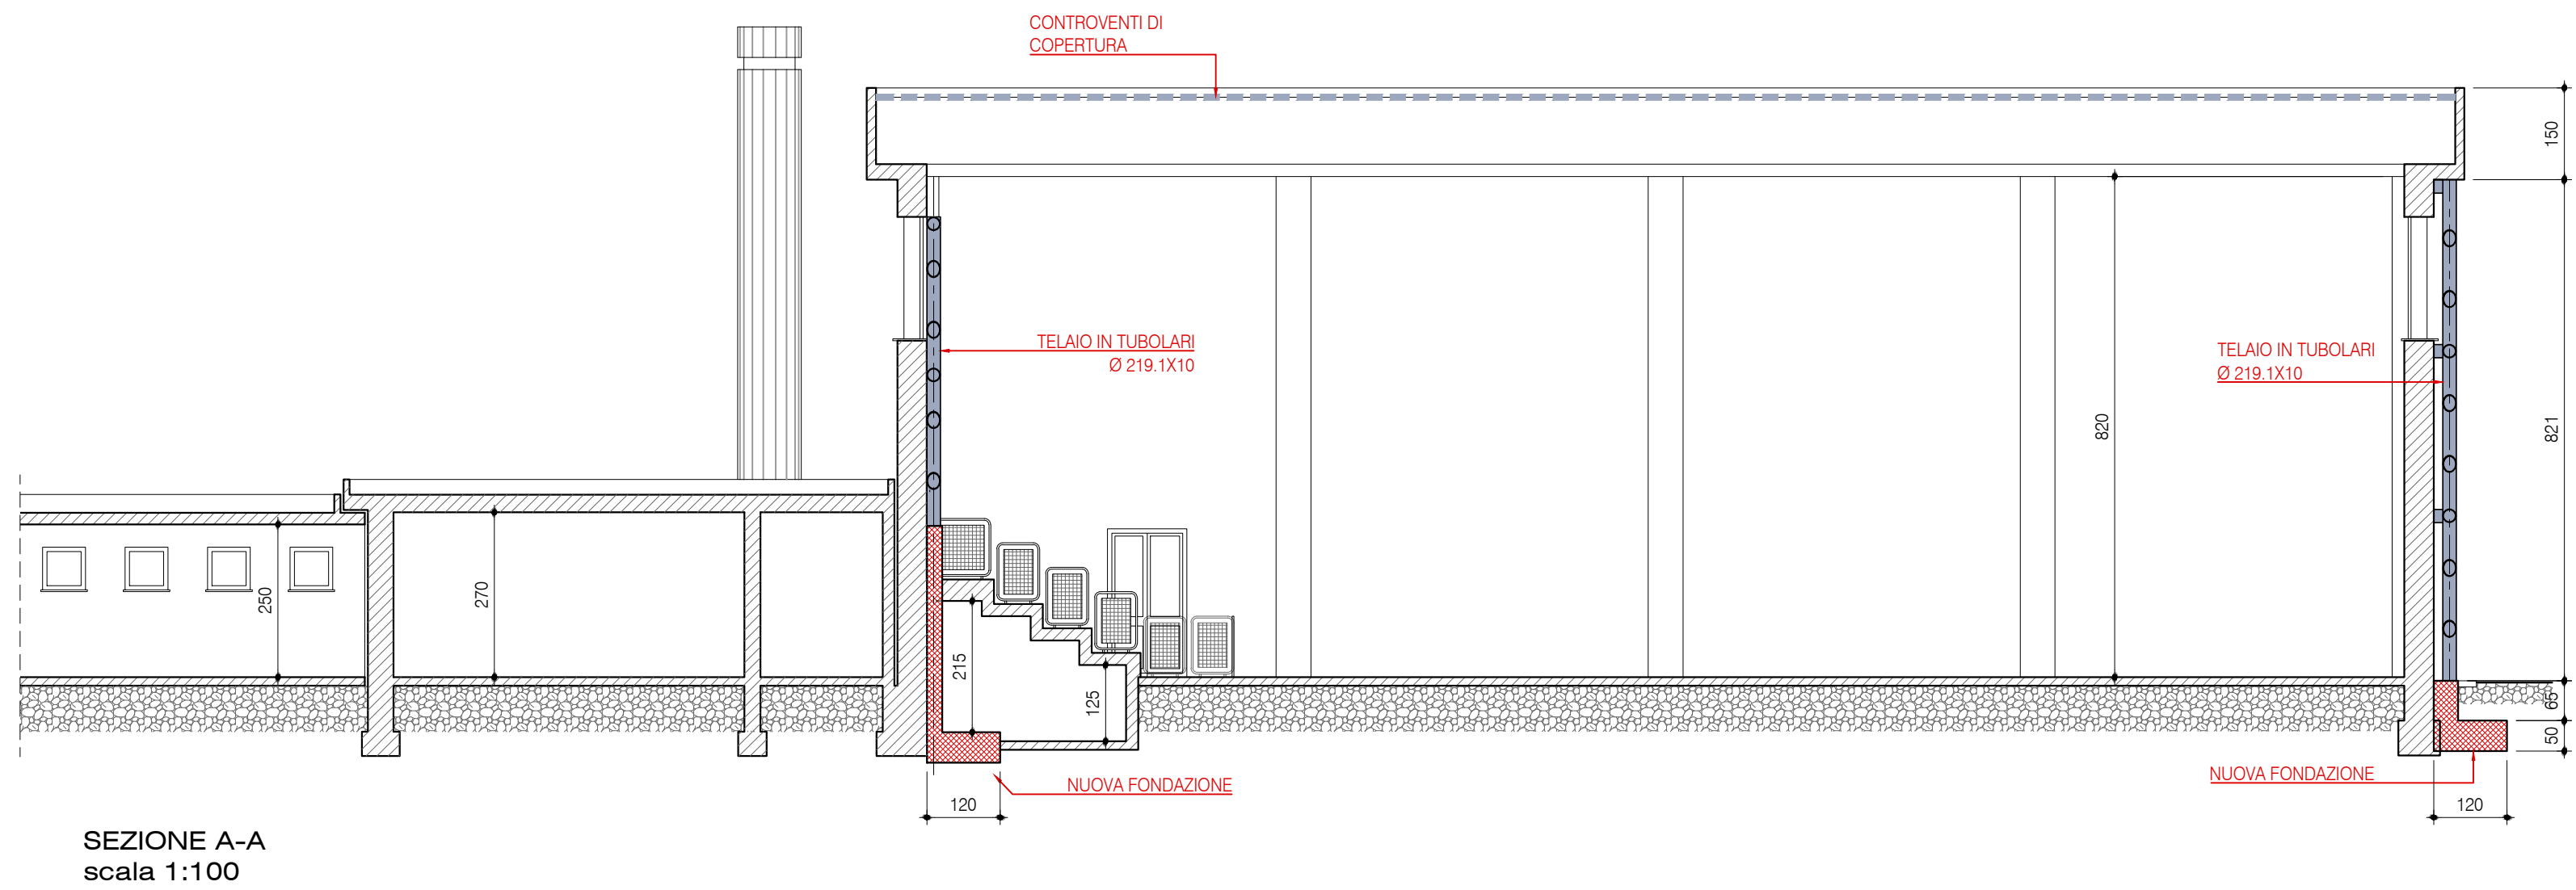 CONTROVENTI DI
COPERTURA
150
TELAIO IN TUBOLARI
Ø 219.1X10
TELAIO IN TUBOLARI
Ø 219.1X10
820
821
250
270
215
125
65
50
NUOVA FONDAZIONE
NUOVA FONDAZIONE
120
120
SEZIONE A-A
scala 1:100